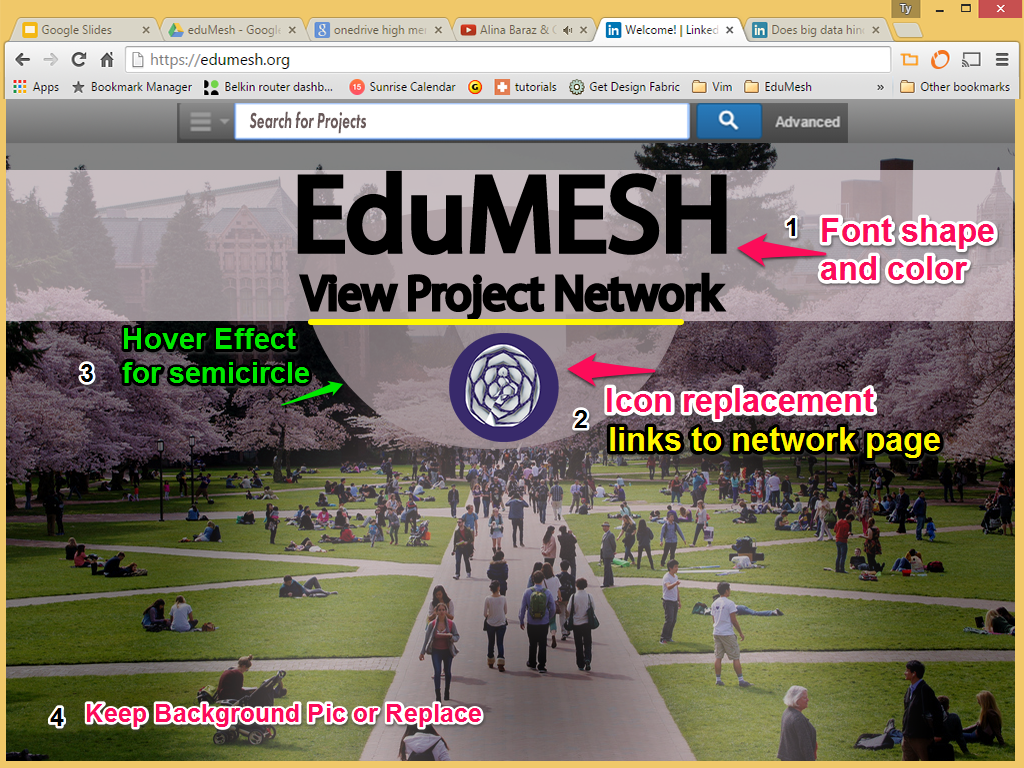 Ty
Google Slides
eduMesh - Google
onedrive high me
Alina Baraz & G
Welcome! | Linked
Does big data hin
https://edumesh.org
Apps Bookmark Manager Belkin router dashb... 15 Sunrise Calendar G tutorials Get Design Fabric Vim EduMesh » Other bookmarks
Search for Projects Advanced
EduMESH
View Project Network
1 Font shape
and color
3 Hover Effect
for semicircle
2 Icon replacement
links to network page
4 Keep Background Pic or Replace